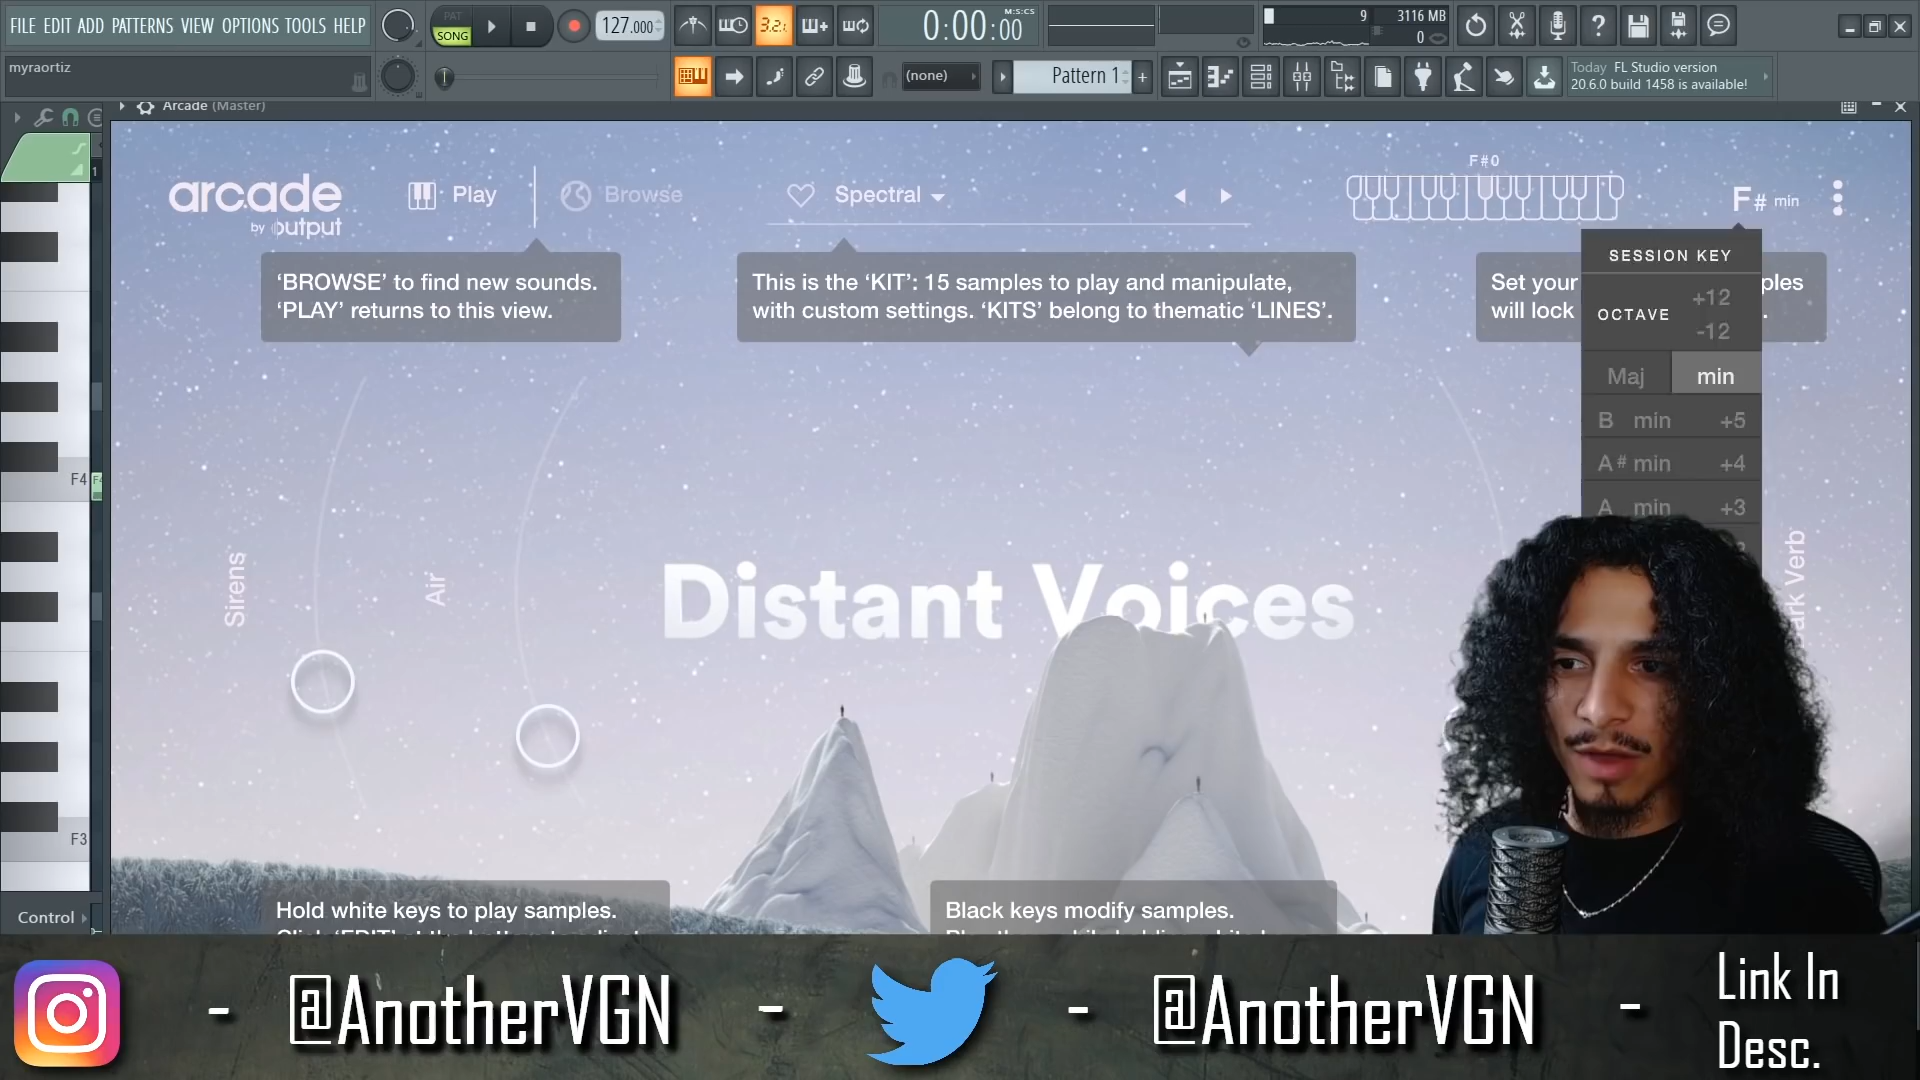 FILE EDIT ADD PATTERNS VIEW OPTIONS TOOLS HELP
PAT
SONG
127.000
3.2.
0:00:00
M:S:CS
9
3116 MB
0
myraortiz
(none)
Pattern 1
Today FL Studio version
20.6.0 build 1458 is available!
Arcade (Master)
1
arcade
by output
Play
Browse
Spectral
F#0
F# min
'BROWSE' to find new sounds.
'PLAY' returns to this view.
This is the 'KIT': 15 samples to play and manipulate,
with custom settings. 'KITS' belong to thematic 'LINES'.
Set your
will lock
SESSION KEY
OCTAVE
+12
-12
Maj
min
B min +5
A# min +4
A min +3
F4
F3
Sirens
Air
Distant Voices
Verb
Control
Hold white keys to play samples.
Black keys modify samples.
- @AnotherVGN - - @AnotherVGN - Link In
Desc.